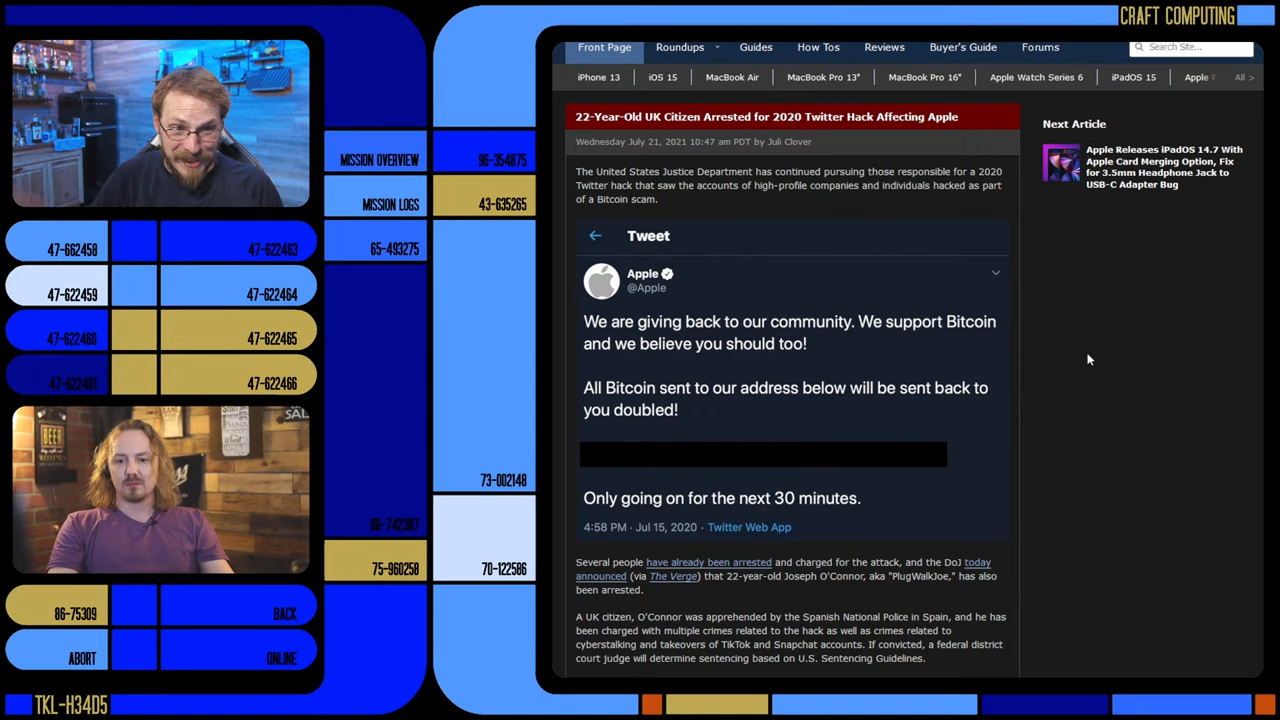 CRAFT COMPUTING
MISSION OVERVIEW
96-354875
MISSION LOGS
43-635265
47-662458
47-622463
65-493275
47-622459
47-622464
47-622460
47-622465
47-622461
47-622466
73-002148
66-742387
75-960258
70-122586
86-75309
BACK
ABORT
ONLINE
TKL-H34D5
BEER
SAL
Front Page
Roundups
Guides
How Tos
Reviews
Buyer's Guide
Forums
Search Site...
iPhone 13
iOS 15
MacBook Air
MacBook Pro 13"
MacBook Pro 16"
Apple Watch Series 6
iPadOS 15
Apple
All >
22-Year-Old UK Citizen Arrested for 2020 Twitter Hack Affecting Apple
Wednesday July 21, 2021 10:47 am PDT by Juli Clover
The United States Justice Department has continued pursuing those responsible for a 2020
Twitter hack that saw the accounts of high-profile companies and individuals hacked as part
of a Bitcoin scam.
Tweet
Apple
@Apple
We are giving back to our community. We support Bitcoin
and we believe you should too!
All Bitcoin sent to our address below will be sent back to
you doubled!
Only going on for the next 30 minutes.
4:58 PM · Jul 15, 2020 · Twitter Web App
Several people have already been arrested and charged for the attack, and the DoJ today
announced (via The Verge) that 22-year-old Joseph O'Connor, aka "PlugWalkJoe," has also
been arrested.
A UK citizen, O'Connor was apprehended by the Spanish National Police in Spain, and he has
been charged with multiple crimes related to the hack as well as crimes related to
cyberstalking and takeovers of TikTok and Snapchat accounts. If convicted, a federal district
court judge will determine sentencing based on U.S. Sentencing Guidelines.
Next Article
Apple Releases iPadOS 14.7 With
Apple Card Merging Option, Fix
for 3.5mm Headphone Jack to
USB-C Adapter Bug